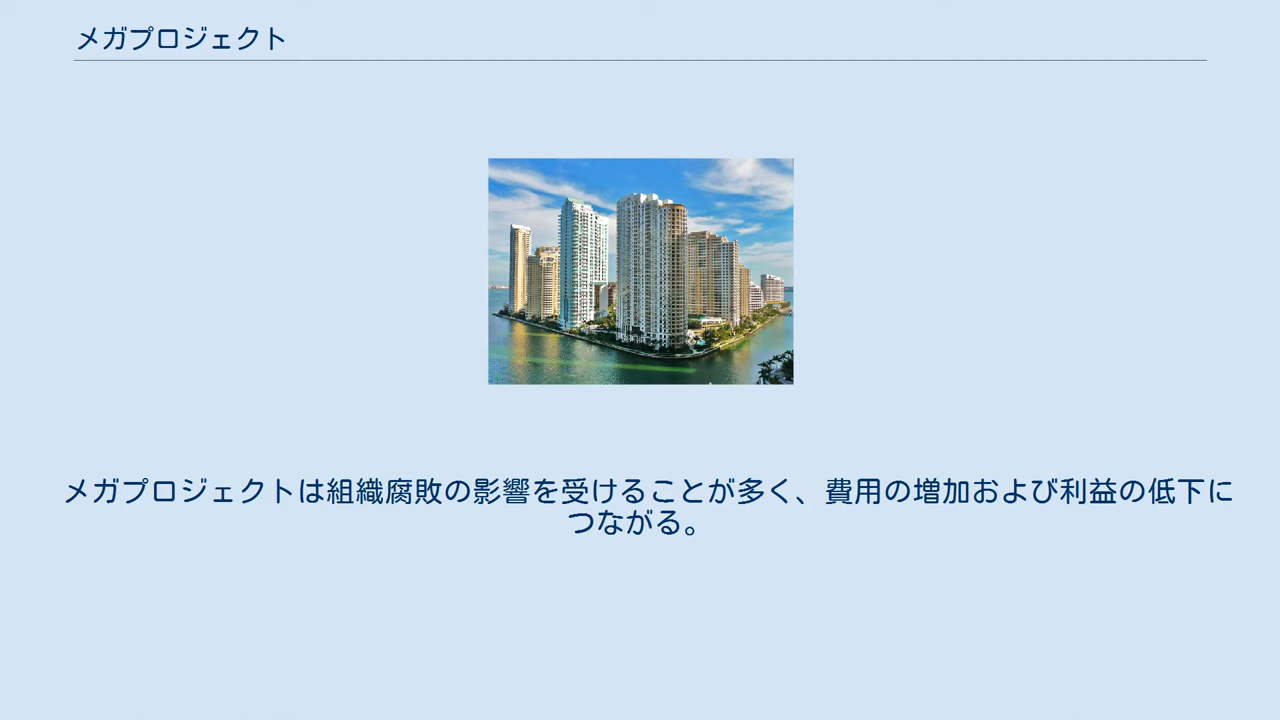 メガプロジェクト
メガプロジェクトは組織腐敗の影響を受けることが多く、費用の増加および利益の低下に
つながる。